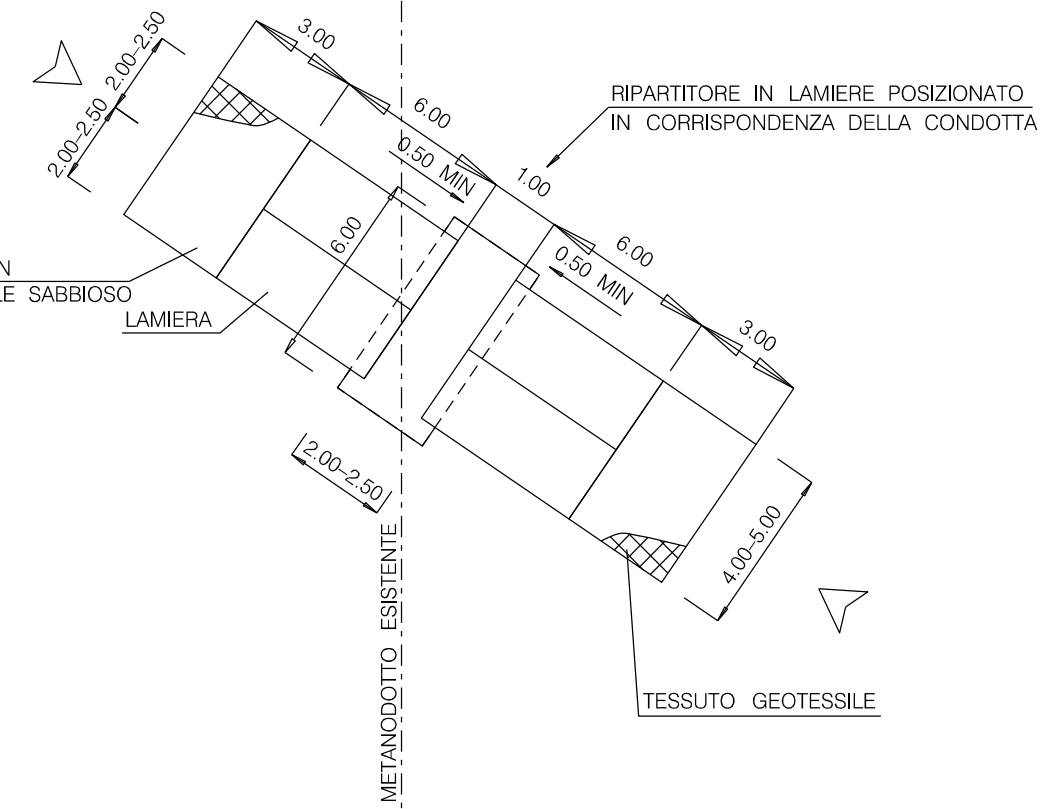 3.00
2.00-2.50
2.00-2.50
6.00
RIPARTITORE IN LAMIERE POSIZIONATO
IN CORRISPONDENZA DELLA CONDOTTA
0.50 MIN
1.00
6.00
6.00
0.50 MIN
N
LE SABBIOSO
LAMIERA
3.00
2.00-2.50
4.00-5.00
METANODOTTO ESISTENTE
TESSUTO GEOTESSILE